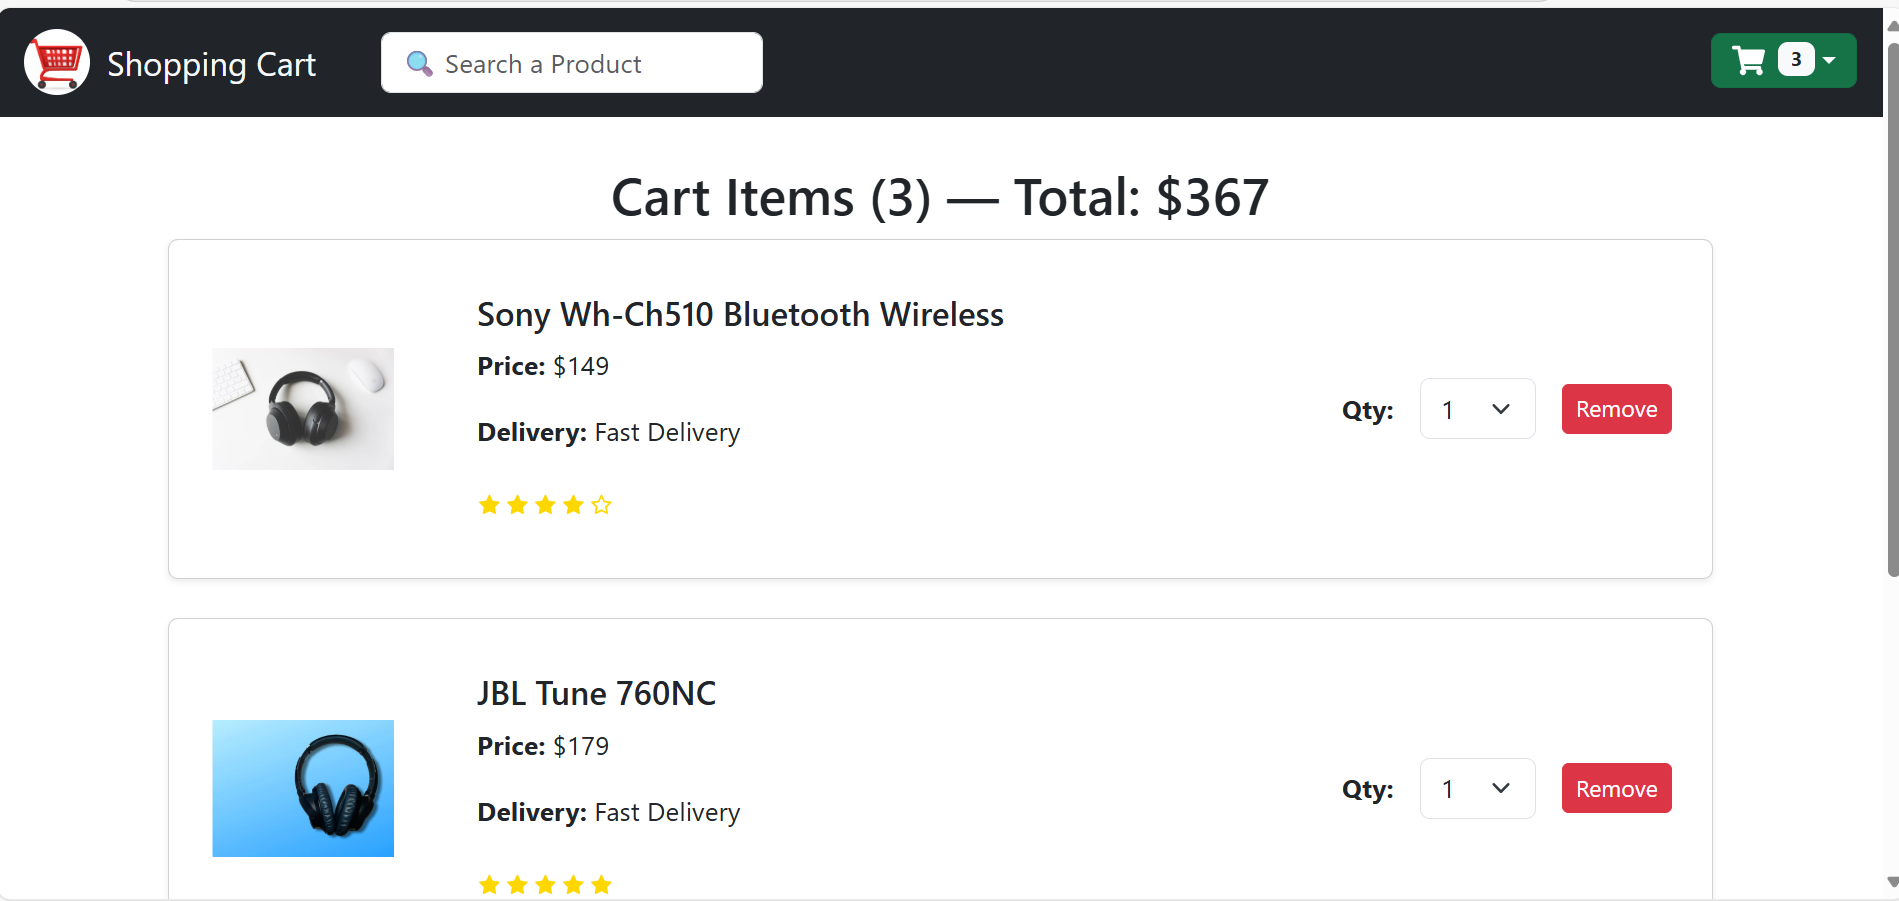 Shopping Cart
🔍 Search a Product
3
Cart Items (3) — Total: $367
Sony Wh-Ch510 Bluetooth Wireless
Price: $149
Delivery: Fast Delivery
Qty: 1 Remove
JBL Tune 760NC
Price: $179
Delivery: Fast Delivery
Qty: 1 Remove